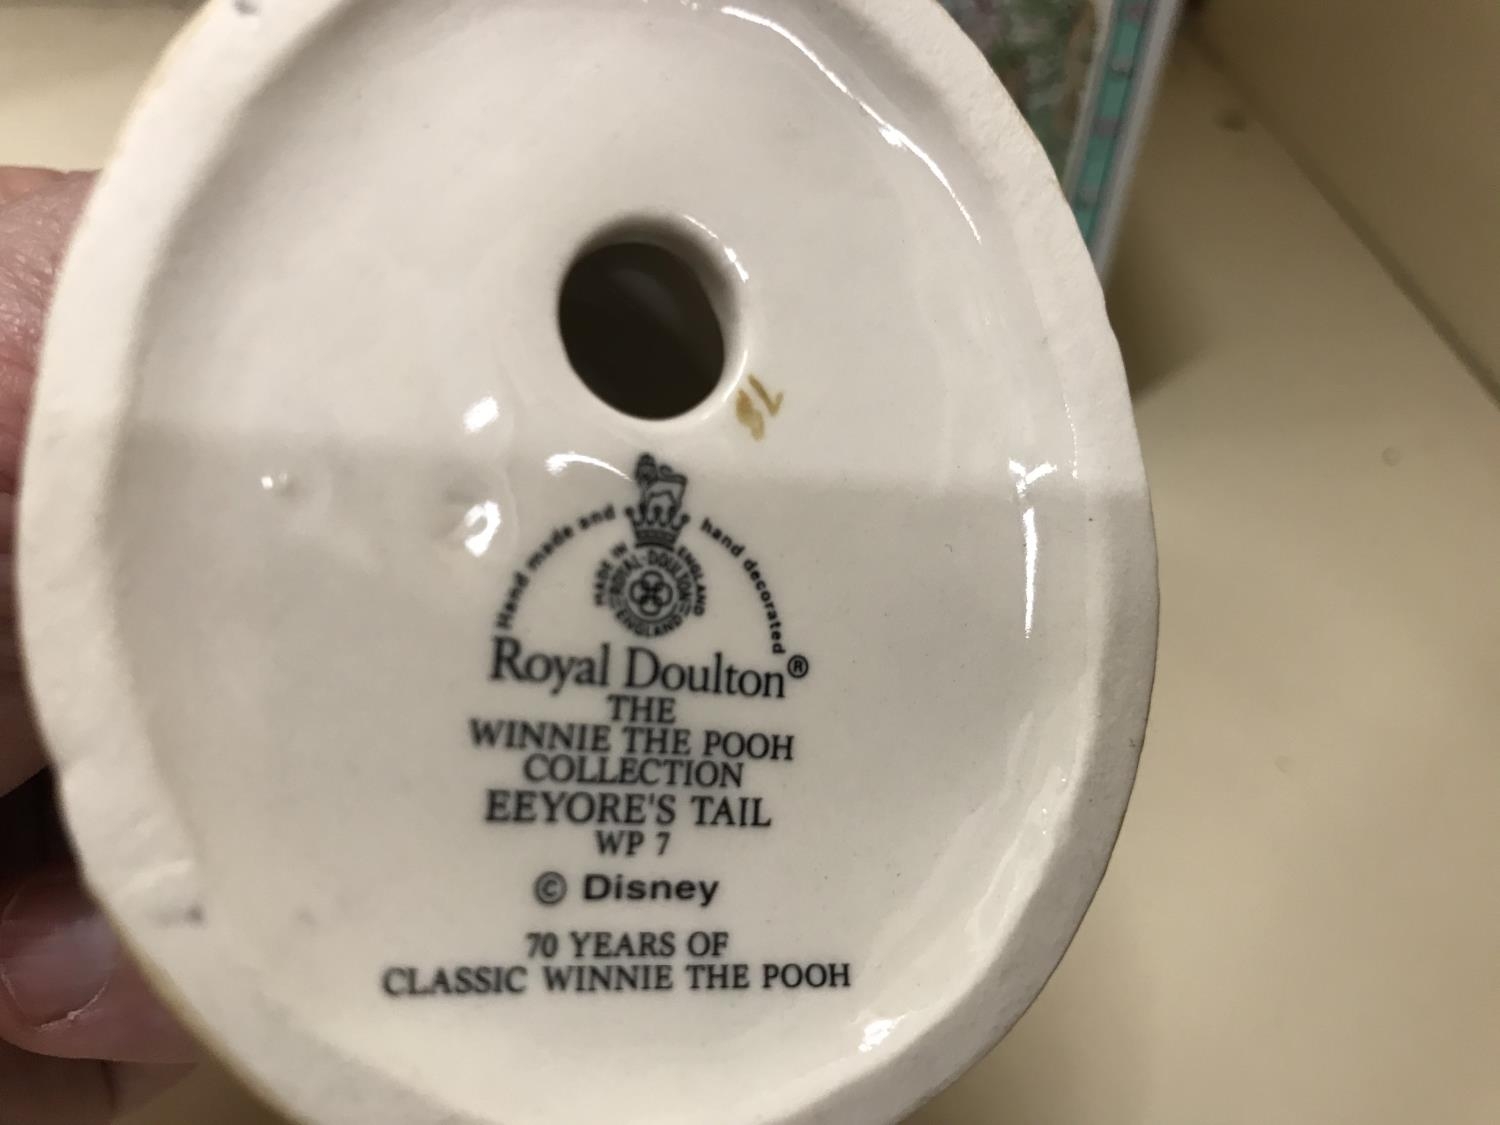 Hand made and hand decorated
MADE IN ENGLAND
ROYAL-DOULTON
ENGLAND
Royal Doulton®
THE
WINNIE THE POOH
COLLECTION
EEYORE'S TAIL
WP 7
© Disney
70 YEARS OF
CLASSIC WINNIE THE POOH